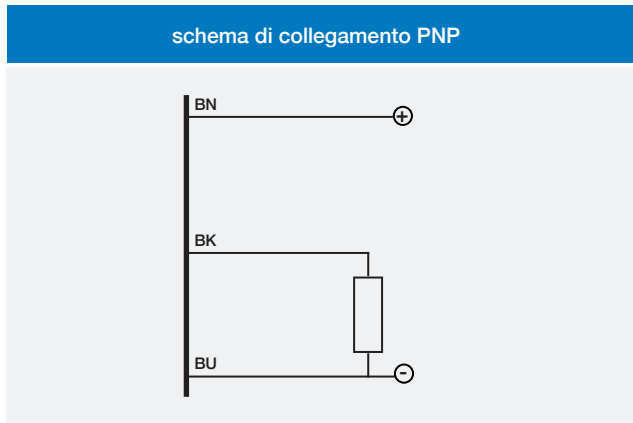 schema di collegamento PNP
BN
+
BK
BU
-